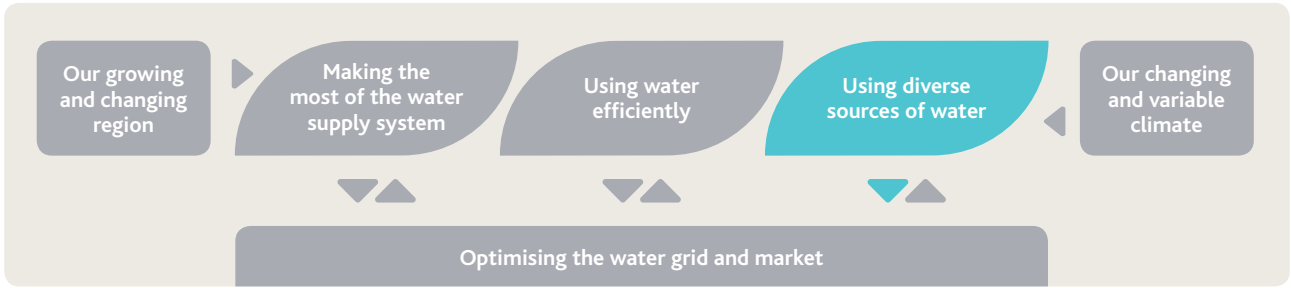 Our growing
and changing
region
Making the
most of the water
supply system
Using water
efficiently
Using diverse
sources of water
Our changing
and variable
climate
Optimising the water grid and market